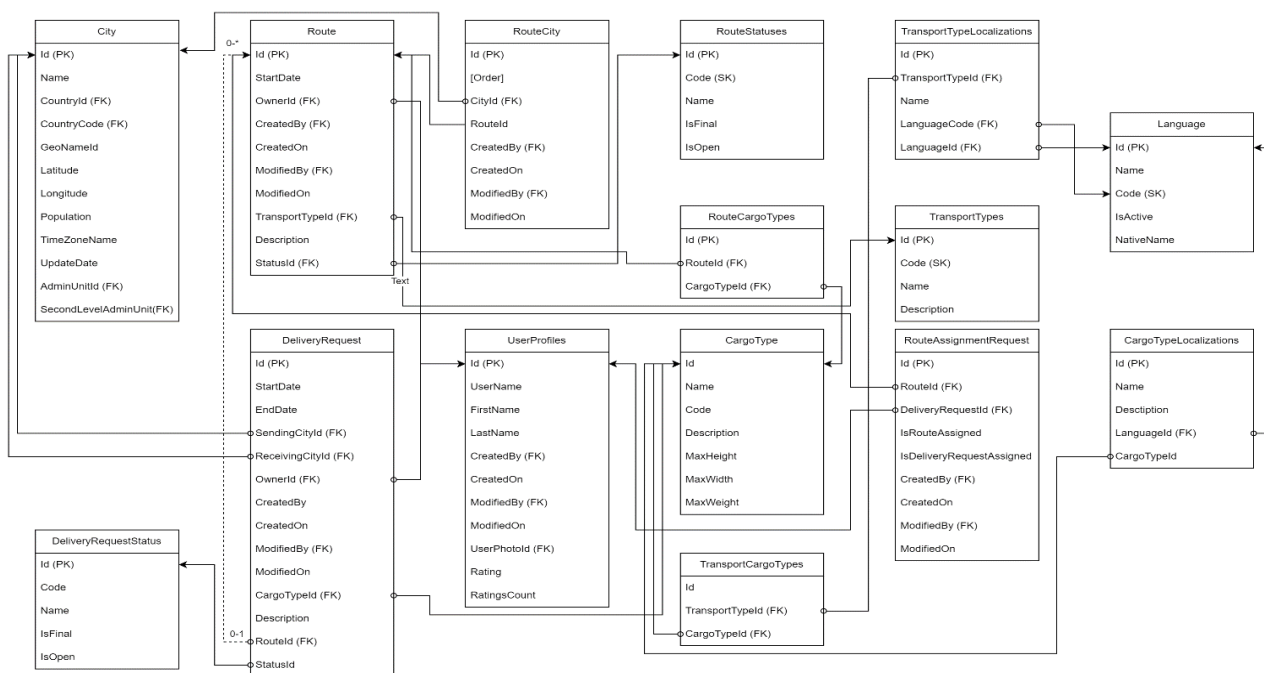 City
Id (PK)
Name
CountryId (FK)
CountryCode (FK)
GeoNameId
Latitude
Longitude
Population
TimeZoneName
UpdateDate
AdminUnitId (FK)
SecondLevelAdminUnit(FK)
0-*
Route
Id (PK)
StartDate
OwnerId (FK)
CreatedBy (FK)
CreatedOn
ModifiedBy (FK)
ModifiedOn
TransportTypeId (FK)
Description
StatusId (FK)
Text
RouteCity
Id (PK)
[Order]
CityId (FK)
RouteId
CreatedBy (FK)
CreatedOn
ModifiedBy (FK)
ModifiedOn
RouteStatuses
Id (PK)
Code (SK)
Name
IsFinal
IsOpen
TransportTypeLocalizations
Id (PK)
TransportTypeId (FK)
Name
LanguageCode (FK)
LanguageId (FK)
Language
Id (PK)
Name
Code (SK)
IsActive
NativeName
RouteCargoTypes
Id (PK)
RouteId (FK)
CargoTypeId (FK)
TransportTypes
Id (PK)
Code (SK)
Name
Description
DeliveryRequest
Id (PK)
StartDate
EndDate
SendingCityId (FK)
ReceivingCityId (FK)
OwnerId (FK)
CreatedBy
CreatedOn
ModifiedBy (FK)
ModifiedOn
CargoTypeId (FK)
Description
0-1
RouteId (FK)
StatusId
UserProfiles
Id (PK)
UserName
FirstName
LastName
CreatedBy (FK)
CreatedOn
ModifiedBy (FK)
ModifiedOn
UserPhotoId (FK)
Rating
RatingsCount
CargoType
Id
Name
Code
Description
MaxHeight
MaxWidth
MaxWeight
RouteAssignmentRequest
Id (PK)
RouteId (FK)
DeliveryRequestId (FK)
IsRouteAssigned
IsDeliveryRequestAssigned
CreatedBy (FK)
CreatedOn
ModifiedBy (FK)
ModifiedOn
CargoTypeLocalizations
Id (PK)
Name
Desctiption
LanguageId (FK)
CargoTypeId
DeliveryRequestStatus
Id (PK)
Code
Name
IsFinal
IsOpen
TransportCargoTypes
Id
TransportTypeId (FK)
CargoTypeId (FK)